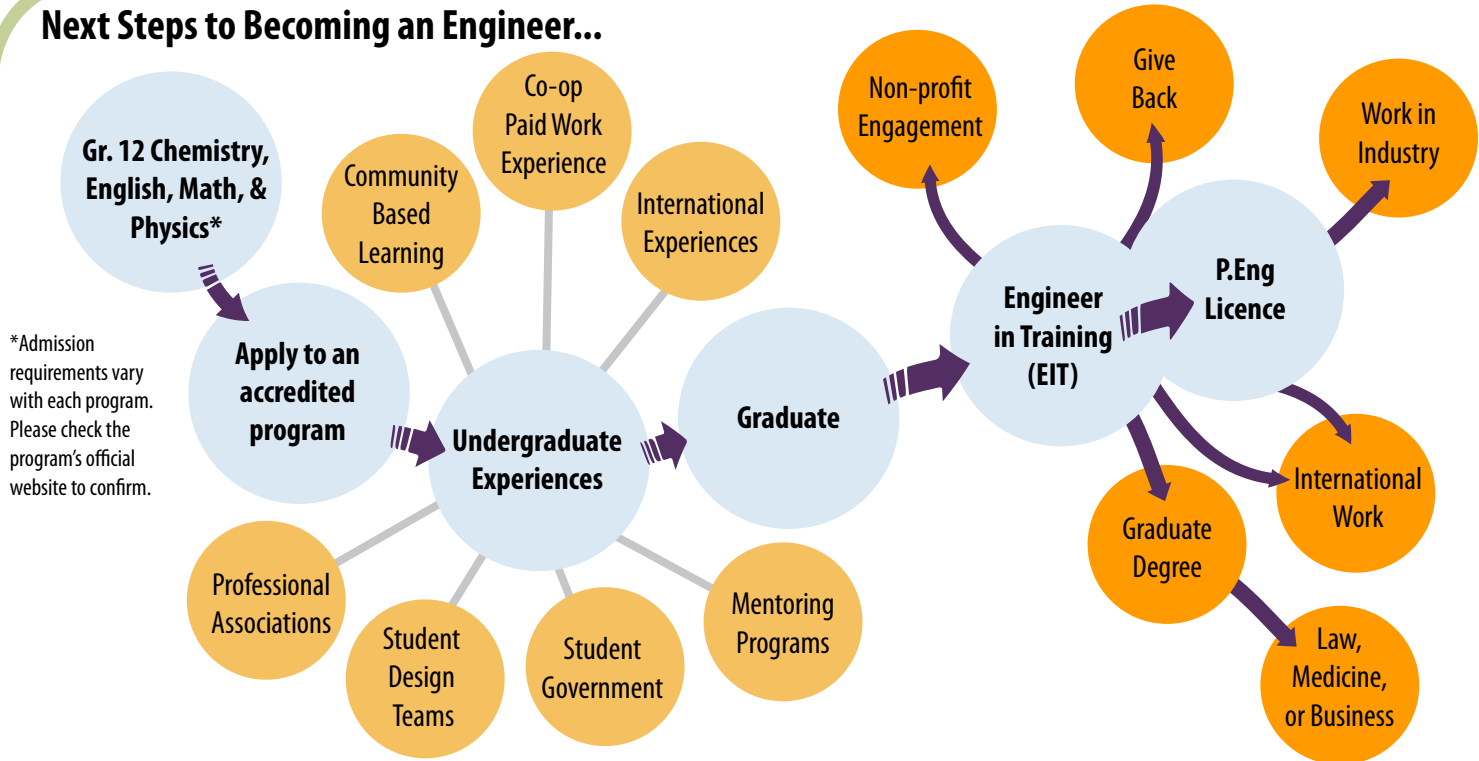 Next Steps to Becoming an Engineer...
Gr. 12 Chemistry,
English, Math, &
Physics*
*Admission
requirements vary
with each program.
Please check the
program's official
website to confirm.
Apply to an
accredited
program
Community
Based
Learning
Co-op
Paid Work
Experience
International
Experiences
Undergraduate
Experiences
Professional
Associations
Student
Design
Teams
Student
Government
Mentoring
Programs
Graduate
Engineer
in Training
(EIT)
Non-profit
Engagement
Give
Back
P.Eng
Licence
Work in
Industry
International
Work
Graduate
Degree
Law,
Medicine,
or Business